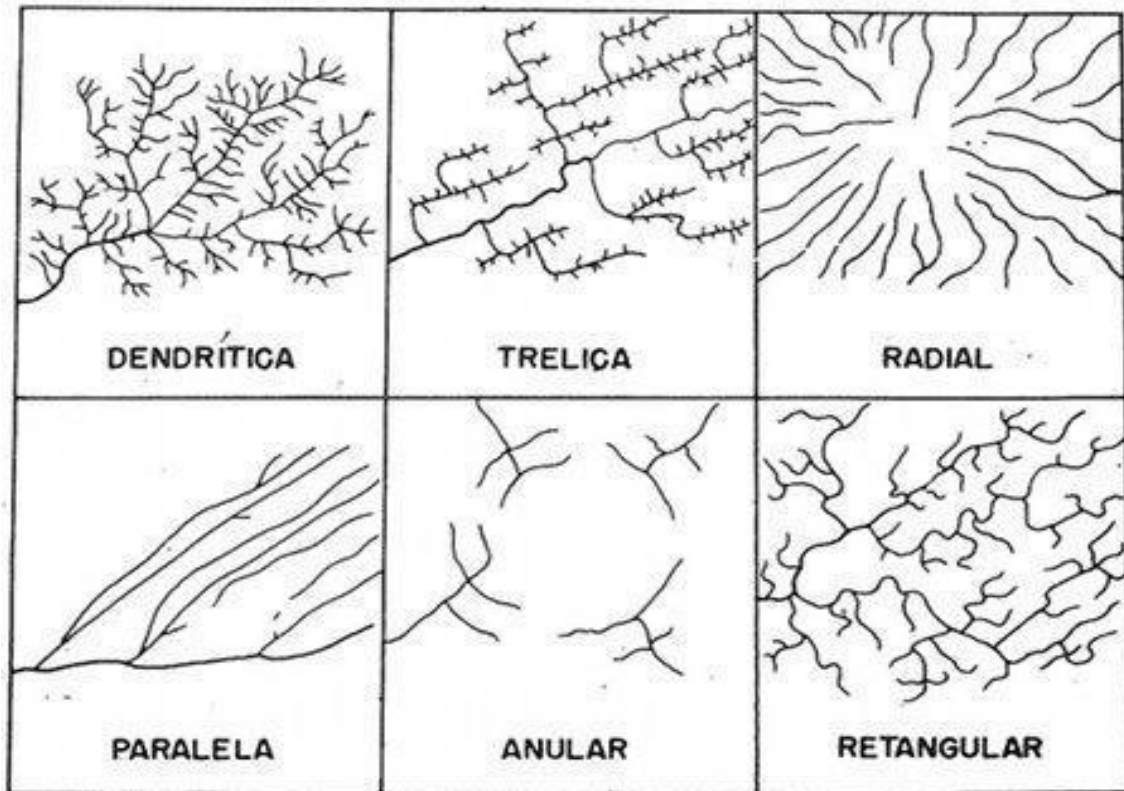 DENDRÍTICA
TRELIÇA
RADIAL
PARALELA
ANULAR
RETANGULAR